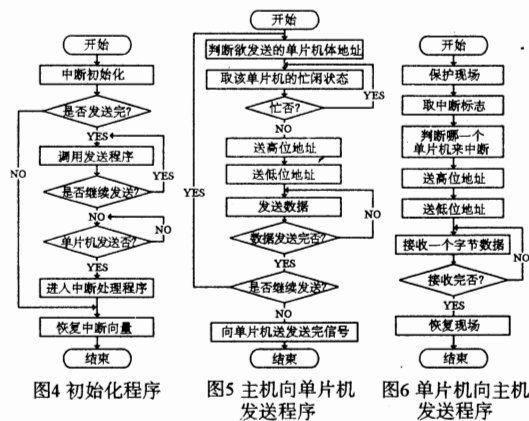 开始
中断初始化
是否发送完?
YES
调用发送程序
YES
NO
是否继续发送?
NO
单片机发送否?
NO
YES
进入中断处理程序
恢复中断向量
结束
图4 初始化程序
开始
判断欲发送的单片机体地址
取该单片机的忙闲状态
忙否?
YES
NO
送高位地址
送低位地址
YES
发送数据
NO
数据发送完否?
YES
是否继续发送?
NO
向单片机送发送完信号
结束
图5 主机向单片机
发送程序
开始
保护现场
取中断标志
判断哪一个
单片机来中断
送高位地址
送低位地址
接收一个字节数据
NO
接收完否?
YES
恢复现场
结束
图6 单片机向主机
发送程序